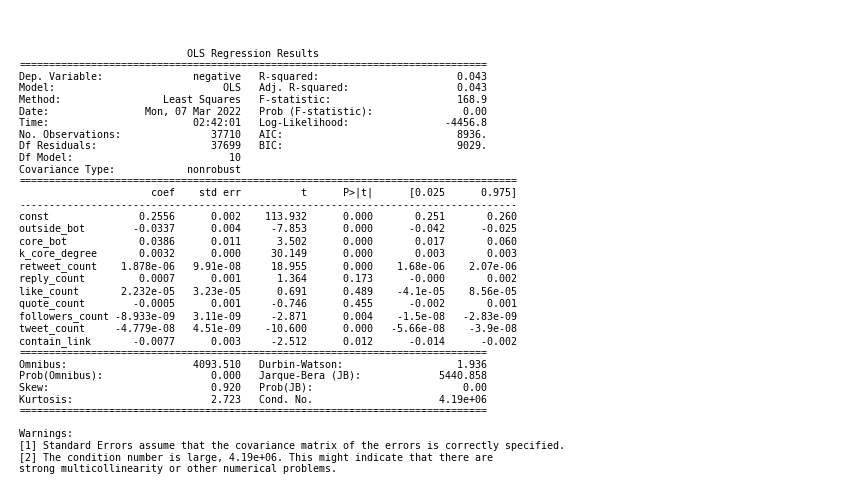 OLS Regression Results
==============================================================================
Dep. Variable:               negative   R-squared:                       0.043
Model:                            OLS   Adj. R-squared:                  0.043
Method:                 Least Squares   F-statistic:                     168.9
Date:                Mon, 07 Mar 2022   Prob (F-statistic):               0.00
Time:                        02:42:01   Log-Likelihood:                -4456.8
No. Observations:               37710   AIC:                             8936.
Df Residuals:                   37699   BIC:                             9029.
Df Model:                          10
Covariance Type:            nonrobust
===================================================================================
                      coef    std err          t      P>|t|      [0.025      0.975]
-----------------------------------------------------------------------------------
const               0.2556      0.002    113.932      0.000       0.251       0.260
outside_bot        -0.0337      0.004     -7.853      0.000      -0.042      -0.025
core_bot            0.0386      0.011      3.502      0.000       0.017       0.060
k_core_degree       0.0032      0.000     30.149      0.000       0.003       0.003
retweet_count    1.878e-06   9.91e-08     18.955      0.000    1.68e-06    2.07e-06
reply_count         0.0007      0.001      1.364      0.173      -0.000       0.002
like_count       2.232e-05   3.23e-05      0.691      0.489    -4.1e-05    8.56e-05
quote_count        -0.0005      0.001     -0.746      0.455      -0.002       0.001
followers_count -8.933e-09   3.11e-09     -2.871      0.004    -1.5e-08   -2.83e-09
tweet_count     -4.779e-08   4.51e-09    -10.600      0.000   -5.66e-08    -3.9e-08
contain_link       -0.0077      0.003     -2.512      0.012      -0.014      -0.002
==============================================================================
Omnibus:                     4093.510   Durbin-Watson:                   1.936
Prob(Omnibus):                  0.000   Jarque-Bera (JB):             5440.858
Skew:                           0.920   Prob(JB):                         0.00
Kurtosis:                       2.723   Cond. No.                     4.19e+06
==============================================================================
Warnings:
[1] Standard Errors assume that the covariance matrix of the errors is correctly specified.
[2] The condition number is large, 4.19e+06. This might indicate that there are
strong multicollinearity or other numerical problems.